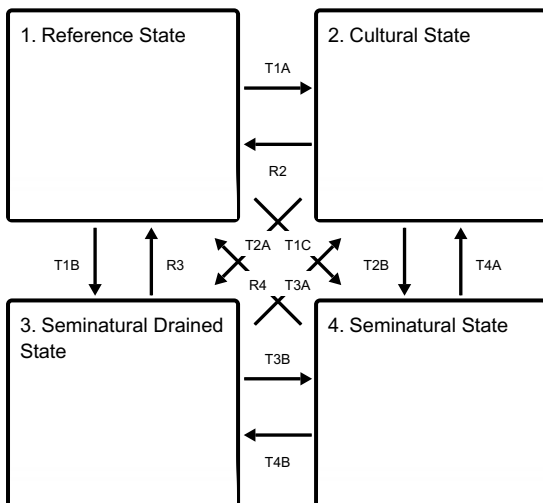 1. Reference State
2. Cultural State
T1A
R2
T2A T1C
T1B
R3
T2B
T4A
R4 T3A
3. Seminatural Drained
State
4. Seminatural State
T3B
T4B